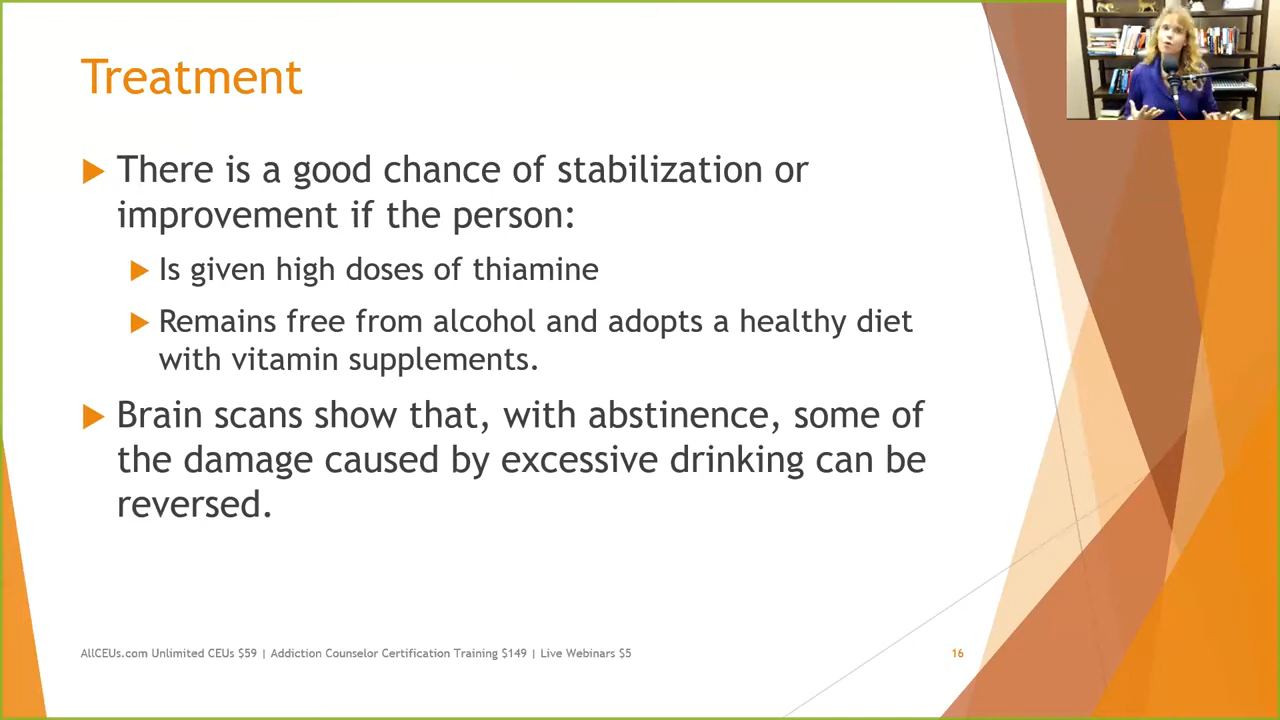 Treatment
There is a good chance of stabilization or
improvement if the person:
Is given high doses of thiamine
Remains free from alcohol and adopts a healthy diet
with vitamin supplements.
Brain scans show that, with abstinence, some of
the damage caused by excessive drinking can be
reversed.
AllCEUs.com Unlimited CEUs $59 | Addiction Counselor Certification Training $149 | Live Webinars $5
16